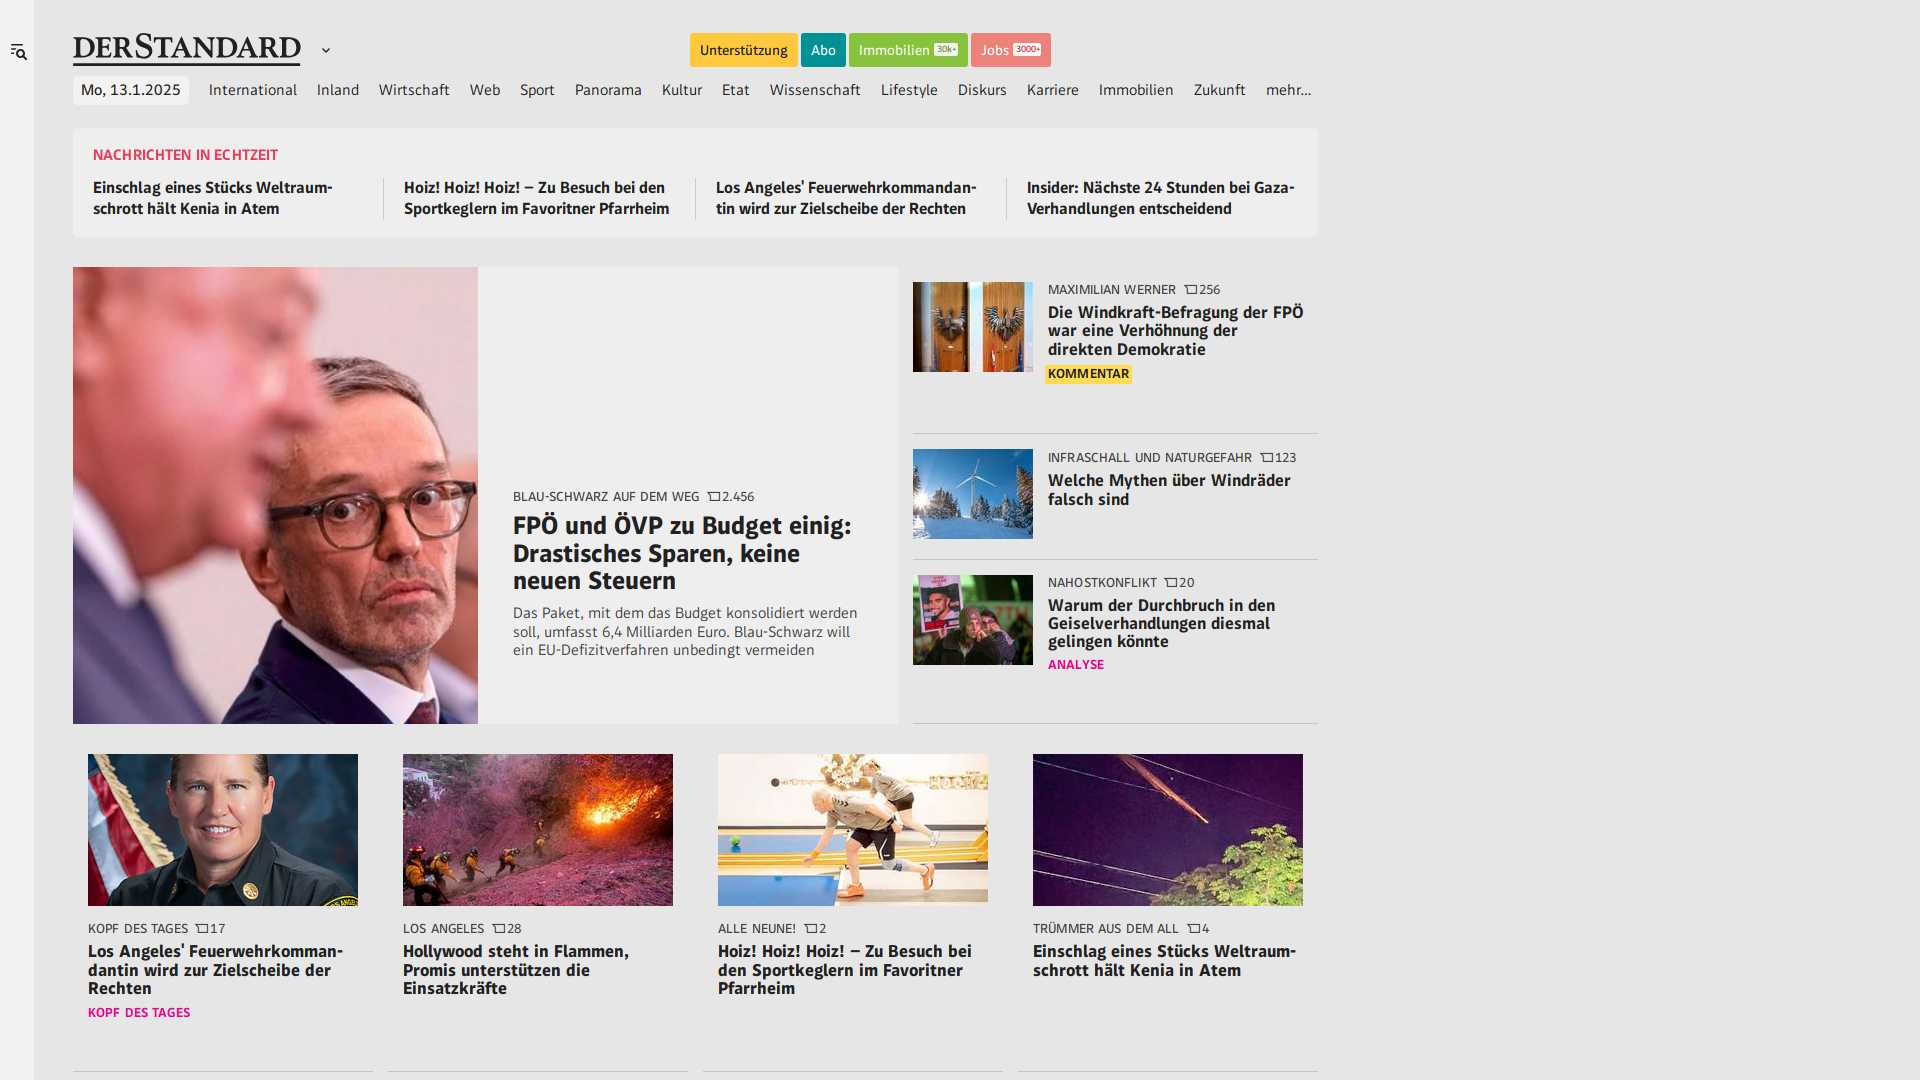 DERSTANDARD
Unterstützung
Abo
Immobilien 30k+
Jobs 3000+
Mo, 13.1.2025
International
Inland
Wirtschaft
Web
Sport
Panorama
Kultur
Etat
Wissenschaft
Lifestyle
Diskurs
Karriere
Immobilien
Zukunft
mehr...
NACHRICHTEN IN ECHTZEIT
Einschlag eines Stücks Weltraum-
schrott hält Kenia in Atem
Hoiz! Hoiz! Hoiz! – Zu Besuch bei den
Sportkeglern im Favoritner Pfarrheim
Los Angeles' Feuerwehrkommandan-
tin wird zur Zielscheibe der Rechten
Insider: Nächste 24 Stunden bei Gaza-
Verhandlungen entscheidend
BLAU-SCHWARZ AUF DEM WEG 2.456
FPÖ und ÖVP zu Budget einig:
Drastisches Sparen, keine
neuen Steuern
Das Paket, mit dem das Budget konsolidiert werden
soll, umfasst 6,4 Milliarden Euro. Blau-Schwarz will
ein EU-Defizitverfahren unbedingt vermeiden
MAXIMILIAN WERNER 256
Die Windkraft-Befragung der FPÖ
war eine Verhöhnung der
direkten Demokratie
KOMMENTAR
INFRASCHALL UND NATURGEFAHR 123
Welche Mythen über Windräder
falsch sind
NAHOSTKONFLIKT 20
Warum der Durchbruch in den
Geiselverhandlungen diesmal
gelingen könnte
ANALYSE
KOPF DES TAGES 17
Los Angeles' Feuerwehrkomman-
dantin wird zur Zielscheibe der
Rechten
KOPF DES TAGES
LOS ANGELES 28
Hollywood steht in Flammen,
Promis unterstützen die
Einsatzkräfte
ALLE NEUNE! 2
Hoiz! Hoiz! Hoiz! – Zu Besuch bei
den Sportkeglern im Favoritner
Pfarrheim
TRÜMMER AUS DEM ALL 4
Einschlag eines Stücks Weltraum-
schrott hält Kenia in Atem